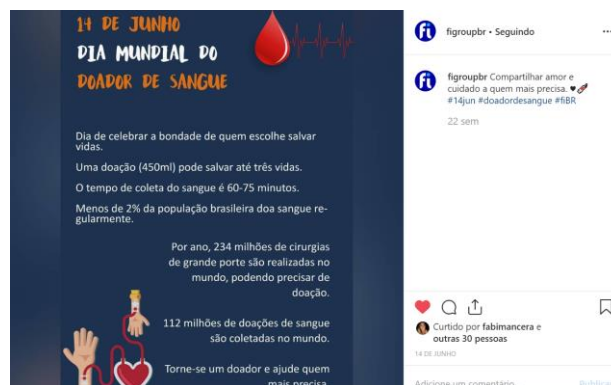 14 DE JUNHO
DIA MUNDIAL DO
DOADOR DE SANGUE
Dia de celebrar a bondade de quem escolhe salvar
vidas.
Uma doação (450ml) pode salvar até três vidas.
O tempo de coleta do sangue é 60-75 minutos.
Menos de 2% da população brasileira doa sangue re-
gularmente.
Por ano, 234 milhões de cirurgias
de grande porte são realizadas no
mundo, podendo precisar de
doação.
112 milhões de doações de sangue
são coletadas no mundo.
Torne-se um doador e ajude quem
mais precisa.
fi
figroupbr • Seguindo
fi
figroupbr Compartilhar amor e
cuidado a quem mais precisa. ♥
#14jun #doadordesangue #fiBR
22 sem
Curtido por fabimancera e
outras 30 pessoas
14 DE JUNHO
Adicione um comentário...
Publicar